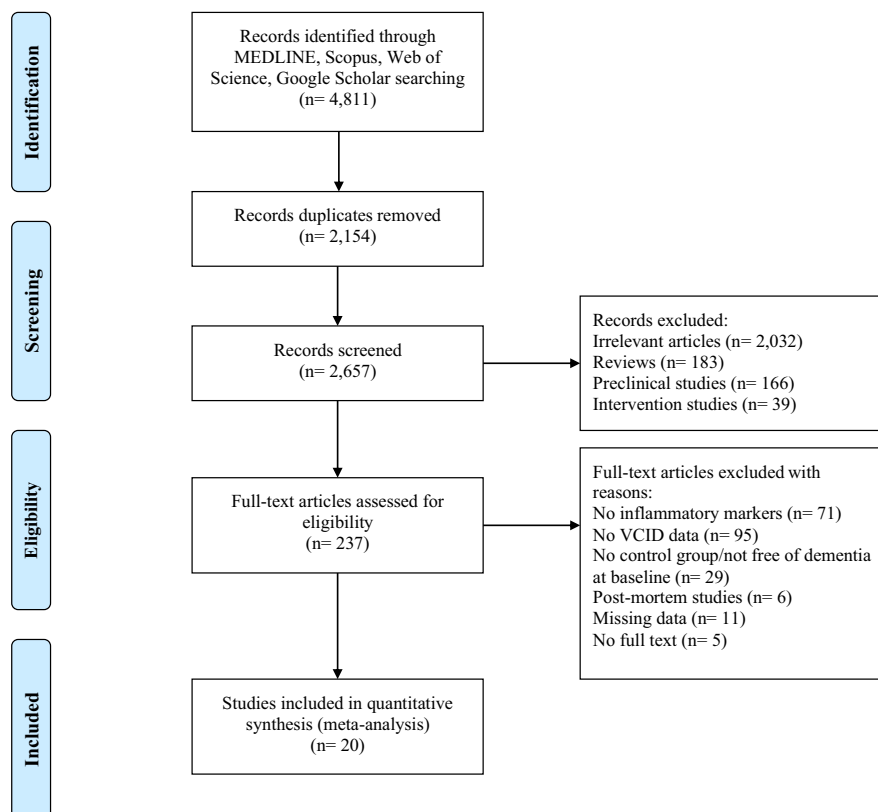 Identification
Records identified through
MEDLINE, Scopus, Web of
Science, Google Scholar searching
(n= 4,811)
Records duplicates removed
(n= 2,154)
Screening
Records screened
(n= 2,657)
Records excluded:
Irrelevant articles (n= 2,032)
Reviews (n= 183)
Preclinical studies (n= 166)
Intervention studies (n= 39)
Eligibility
Full-text articles assessed for
eligibility
(n= 237)
Full-text articles excluded with
reasons:
No inflammatory markers (n= 71)
No VCID data (n= 95)
No control group/not free of dementia
at baseline (n= 29)
Post-mortem studies (n= 6)
Missing data (n= 11)
No full text (n= 5)
Included
Studies included in quantitative
synthesis (meta-analysis)
(n= 20)